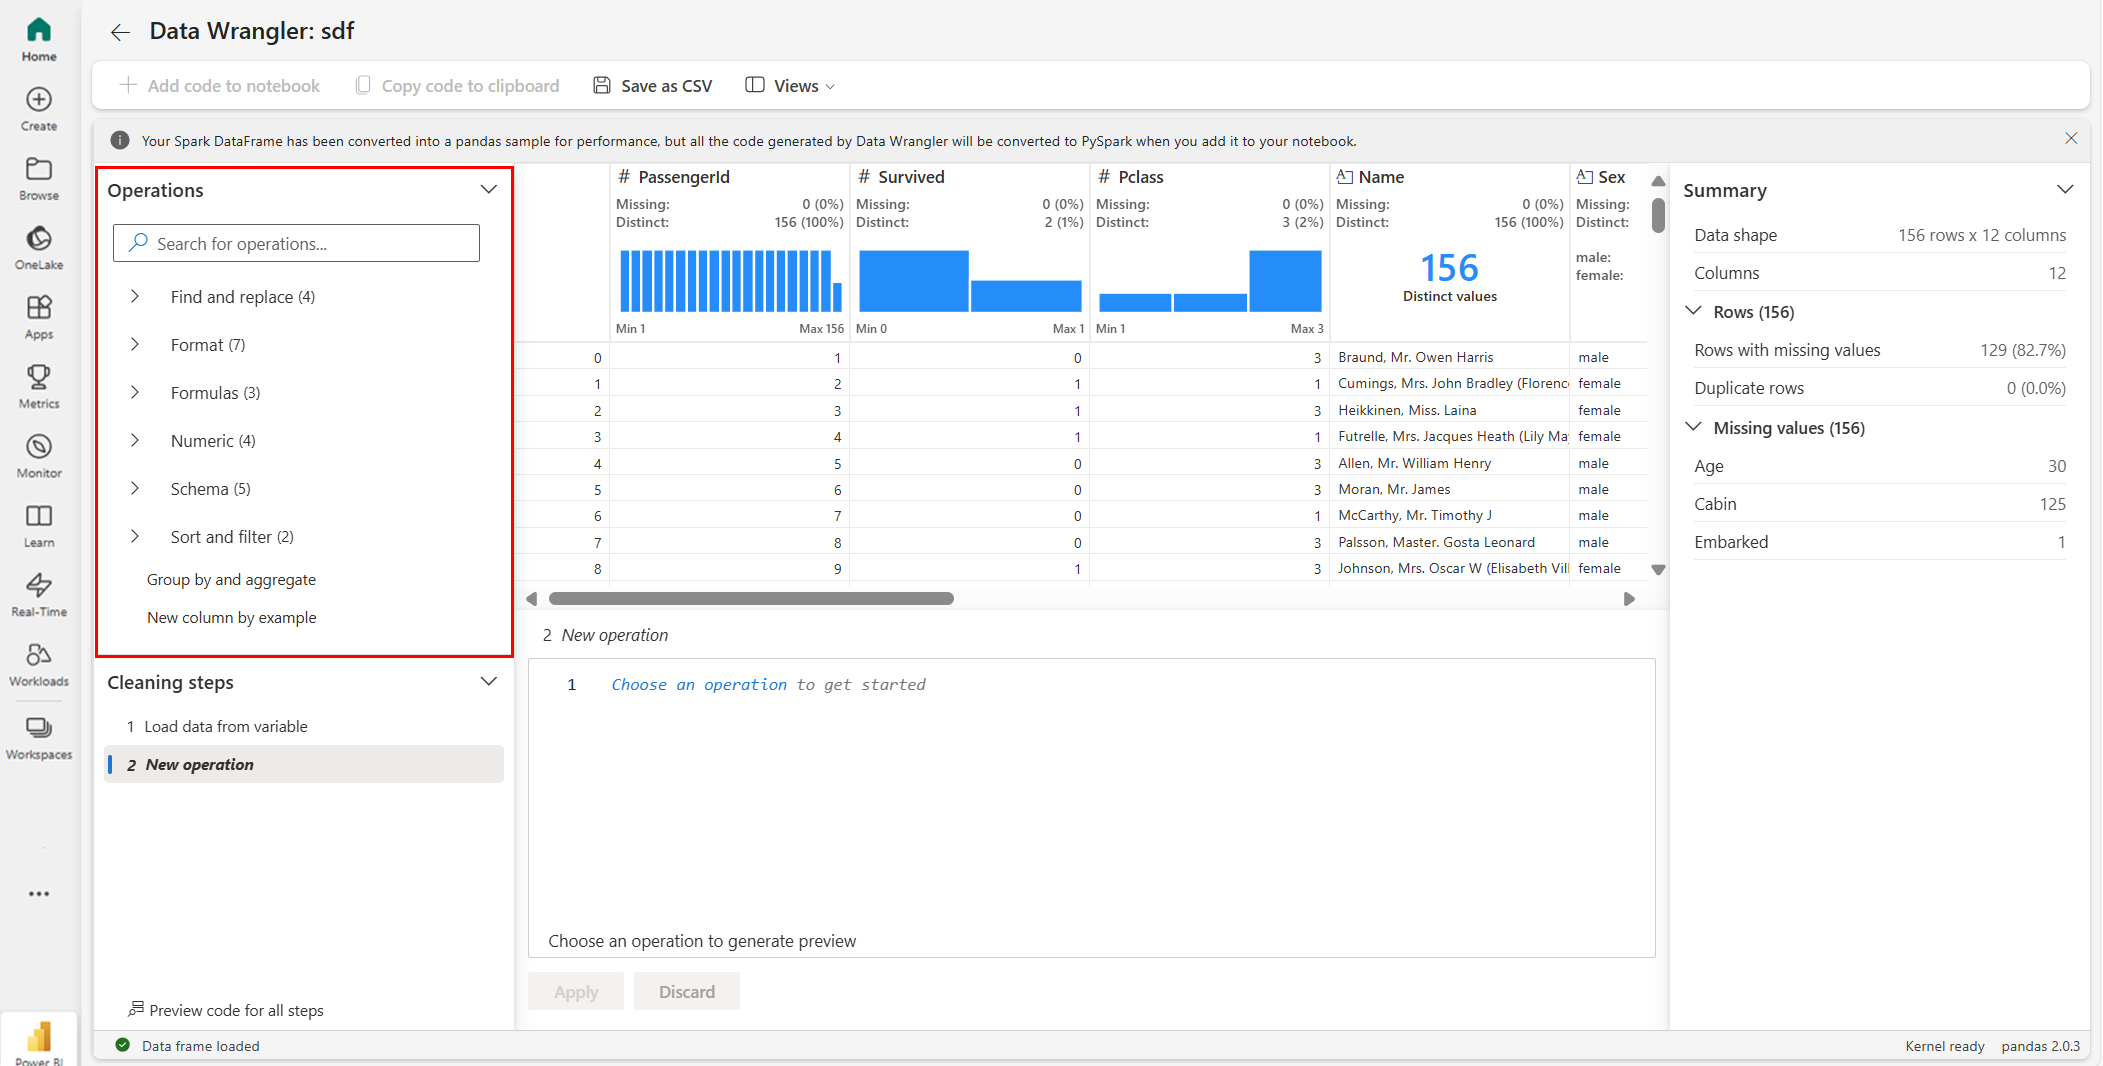 Data Wrangler: sdf
Home
Create
Browse
OneLake
Apps
Metrics
Monitor
Learn
Real-Time
Workloads
Workspaces
Power BI
Add code to notebook
Copy code to clipboard
Save as CSV
Views
Your Spark DataFrame has been converted into a pandas sample for performance, but all the code generated by Data Wrangler will be converted to PySpark when you add it to your notebook.
Operations
Search for operations...
Find and replace (4)
Format (7)
Formulas (3)
Numeric (4)
Schema (5)
Sort and filter (2)
Group by and aggregate
New column by example
Cleaning steps
1 Load data from variable
2 New operation
Preview code for all steps
# PassengerId
Missing: 0 (0%)
Distinct: 156 (100%)
Min 1 Max 156
# Survived
Missing: 0 (0%)
Distinct: 2 (1%)
Min 0 Max 1
# Pclass
Missing: 0 (0%)
Distinct: 3 (2%)
Min 1 Max 3
Name
Missing: 0 (0%)
Distinct: 156 (100%)
156
Distinct values
Sex
Missing:
Distinct:
male:
female:
0 1 0 3 Braund, Mr. Owen Harris male
1 2 1 1 Cumings, Mrs. John Bradley (Florenc female
2 3 1 3 Heikkinen, Miss. Laina female
3 4 1 1 Futrelle, Mrs. Jacques Heath (Lily Ma female
4 5 0 3 Allen, Mr. William Henry male
5 6 0 3 Moran, Mr. James male
6 7 0 1 McCarthy, Mr. Timothy J male
7 8 0 3 Palsson, Master. Gosta Leonard male
8 9 1 3 Johnson, Mrs. Oscar W (Elisabeth Vil female
2 New operation
1 Choose an operation to get started
Choose an operation to generate preview
Apply
Discard
Summary
Data shape 156 rows x 12 columns
Columns 12
Rows (156)
Rows with missing values 129 (82.7%)
Duplicate rows 0 (0.0%)
Missing values (156)
Age 30
Cabin 125
Embarked 1
Data frame loaded
Kernel ready
pandas 2.0.3